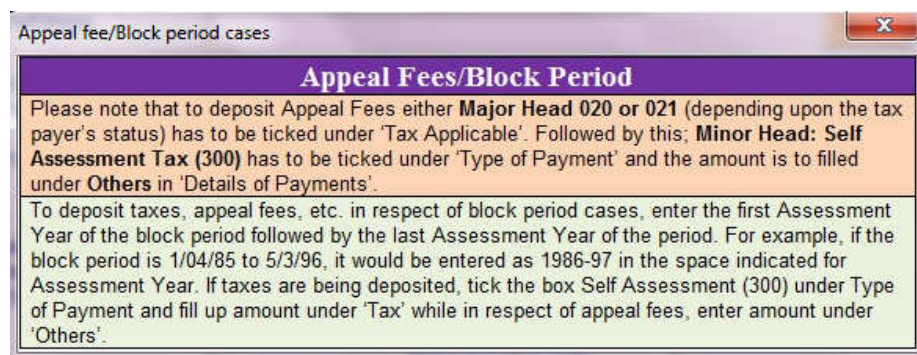 Appeal fee/Block period cases
x
Appeal Fees/Block Period
Please note that to deposit Appeal Fees either Major Head 020 or 021 (depending upon the tax
payer's status) has to be ticked under 'Tax Applicable'. Followed by this; Minor Head: Self
Assessment Tax (300) has to be ticked under 'Type of Payment' and the amount is to filled
under Others in 'Details of Payments'.
To deposit taxes, appeal fees, etc. in respect of block period cases, enter the first Assessment
Year of the block period followed by the last Assessment Year of the period. For example, if the
block period is 1/04/85 to 5/3/96, it would be entered as 1986-97 in the space indicated for
Assessment Year. If taxes are being deposited, tick the box Self Assessment (300) under Type
of Payment and fill up amount under 'Tax' while in respect of appeal fees, enter amount under
'Others'.